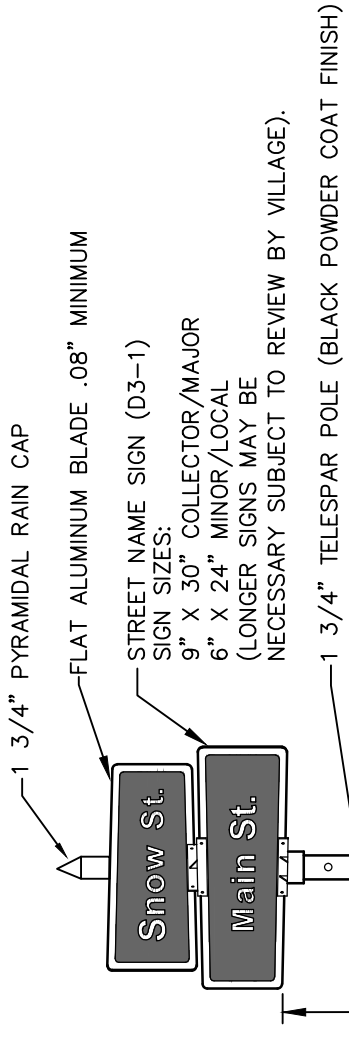 1 3/4" PYRAMIDAL RAIN CAP
FLAT ALUMINUM BLADE .08" MINIMUM
STREET NAME SIGN (D3-1)
SIGN SIZES:
9" X 30" COLLECTOR/MAJOR
6" X 24" MINOR/LOCAL
(LONGER SIGNS MAY BE
NECESSARY SUBJECT TO REVIEW BY VILLAGE).
1 3/4" TELESPAR POLE (BLACK POWDER COAT FINISH)
Snow St.
Main St.